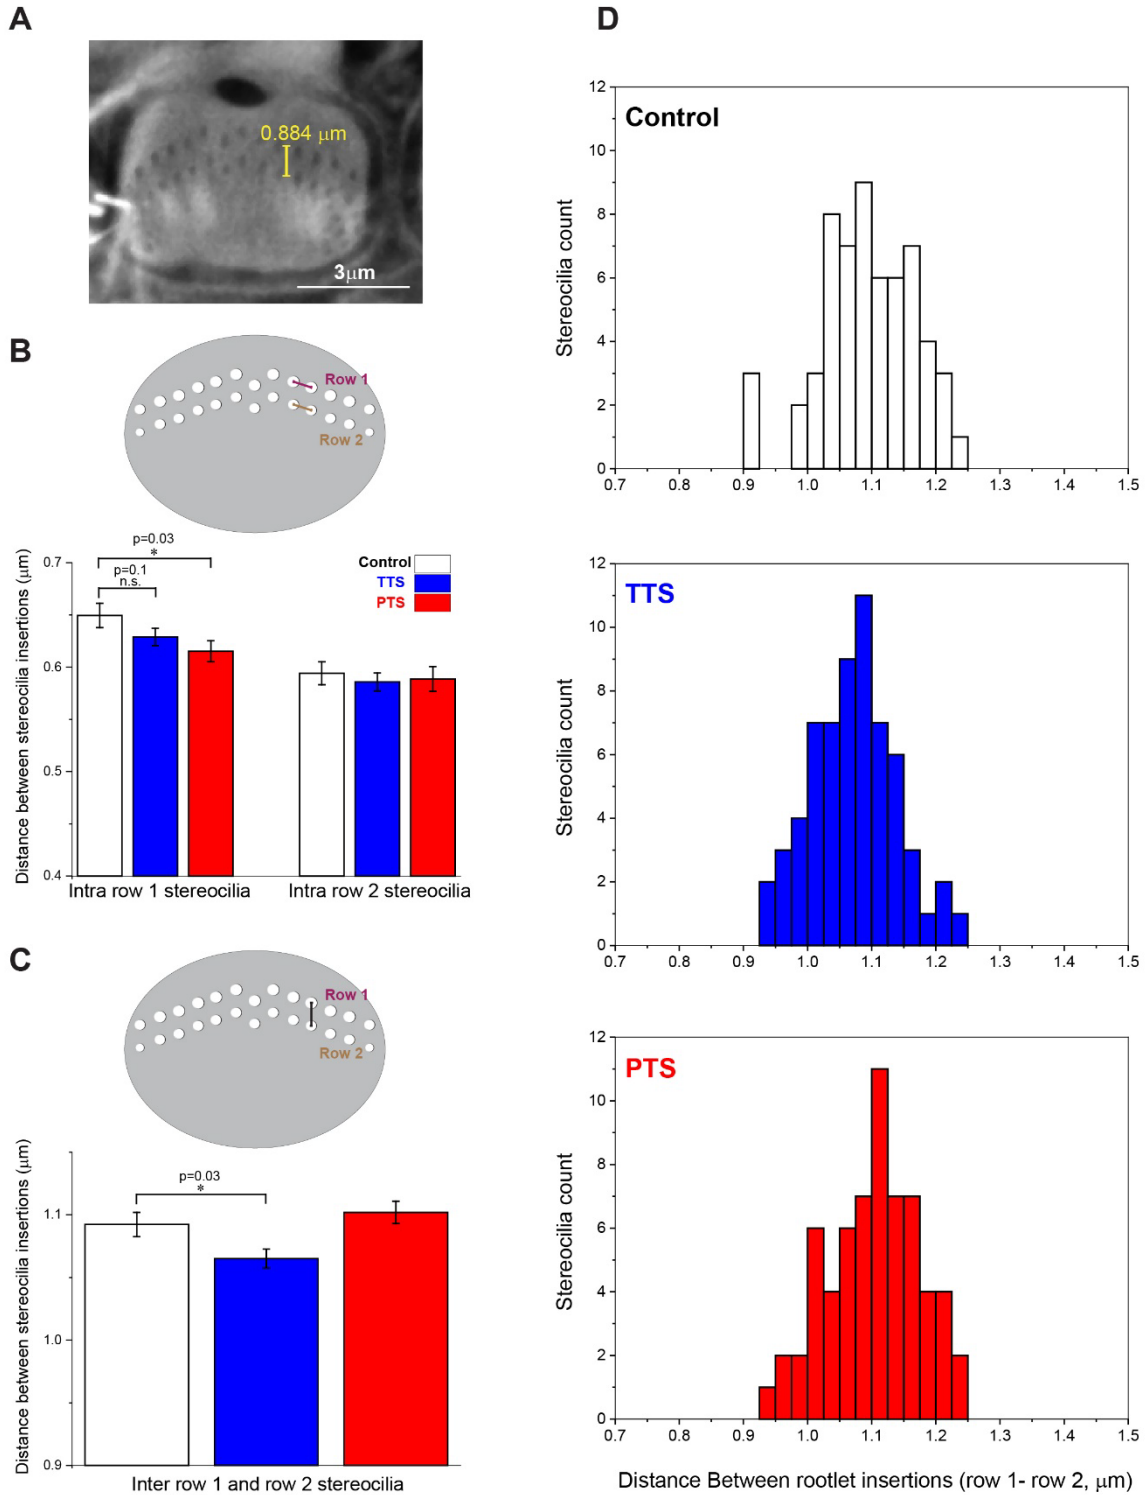 A
0.884 μm
3μm
B
Row 1
Row 2
p=0.03
*
p=0.1
n.s.
Control
TTS
PTS
Distance between stereocilia insertions (μm)
0.7
0.6
0.5
0.4
Intra row 1 stereocilia
Intra row 2 stereocilia
C
Row 1
Row 2
p=0.03
*
Distance between stereocilia insertions (μm)
1.1
1.0
0.9
Inter row 1 and row 2 stereocilia
D
Control
Stereocilia count
12
10
8
6
4
2
0
0.7 0.8 0.9 1.0 1.1 1.2 1.3 1.4 1.5
TTS
Stereocilia count
12
10
8
6
4
2
0
0.7 0.8 0.9 1.0 1.1 1.2 1.3 1.4 1.5
PTS
Stereocilia count
12
10
8
6
4
2
0
0.7 0.8 0.9 1.0 1.1 1.2 1.3 1.4 1.5
Distance Between rootlet insertions (row 1- row 2, μm)